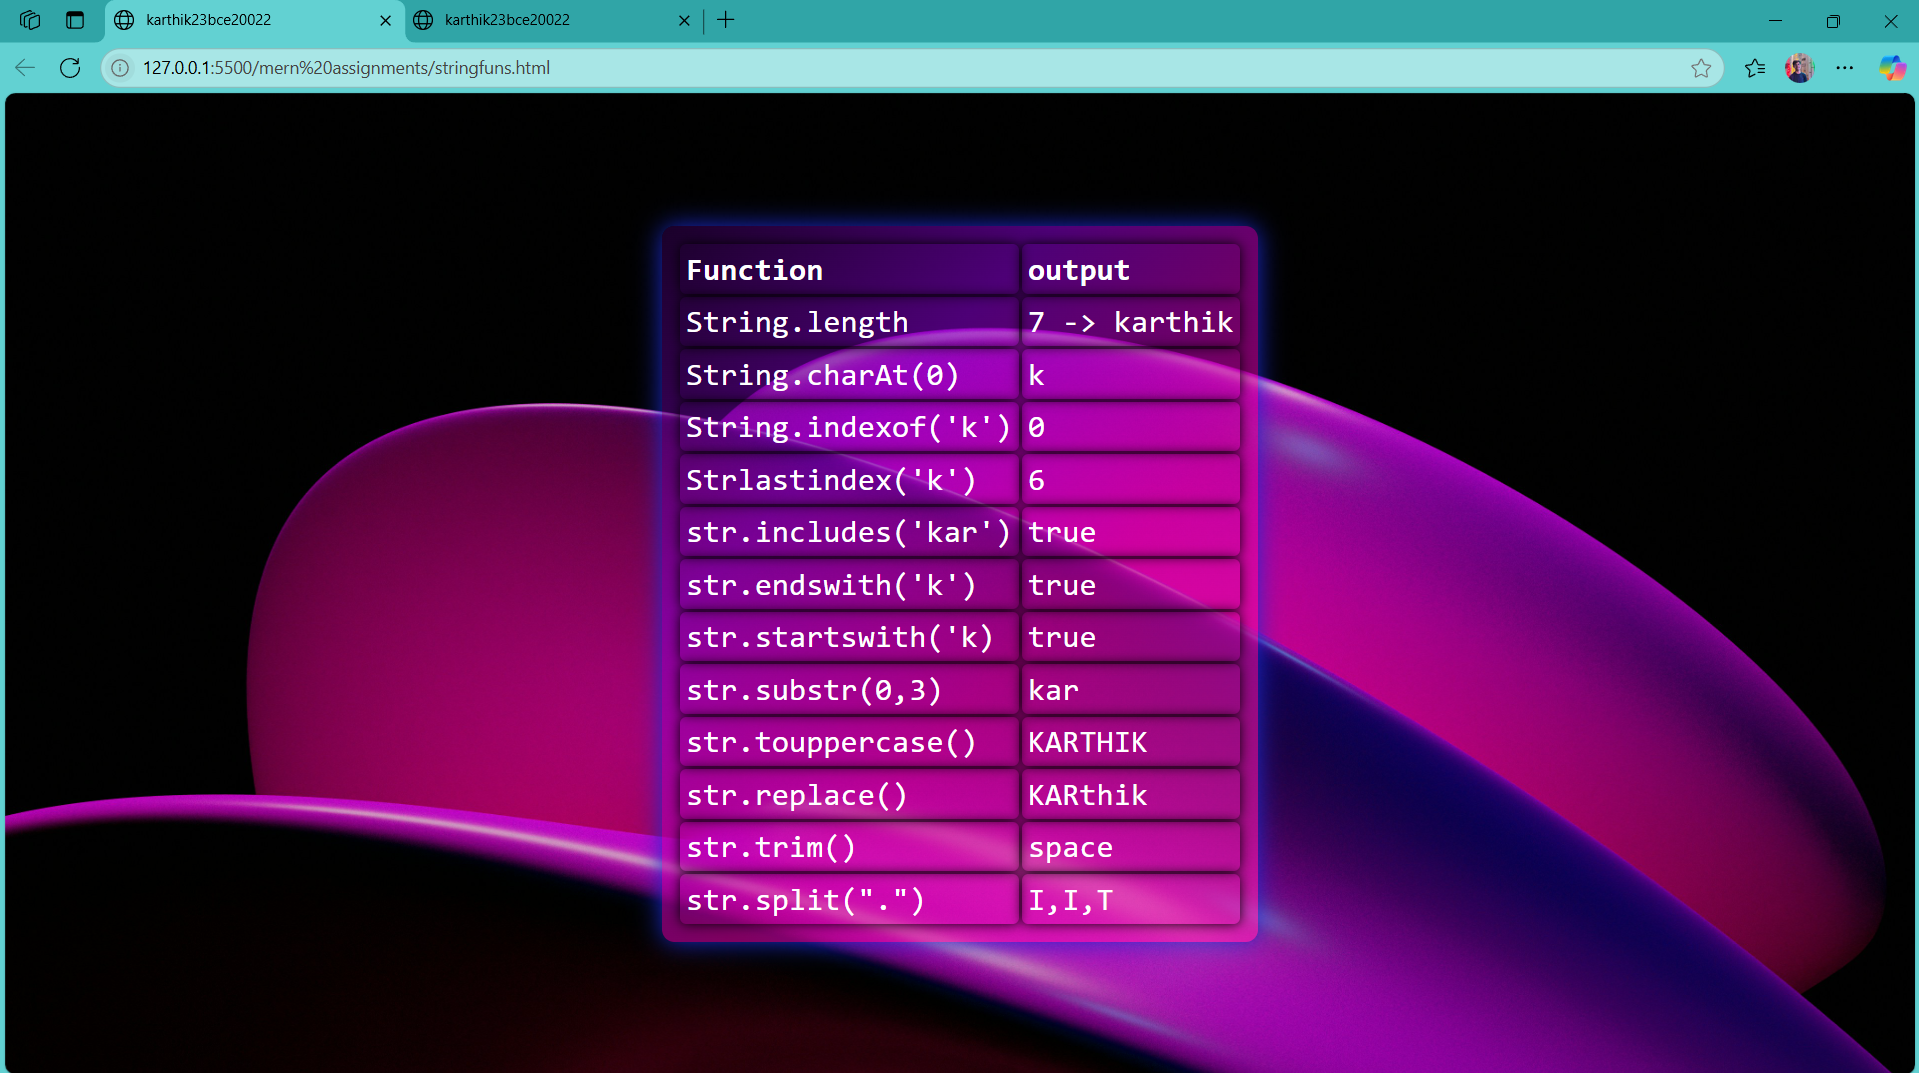 karthik23bce20022
karthik23bce20022
127.0.0.1:5500/mern%20assignments/stringfuns.html
Function output
String.length 7 -> karthik
String.charAt(0) k
String.indexof('k') 0
Strlastindex('k') 6
str.includes('kar') true
str.endswith('k') true
str.startswith('k) true
str.substr(0,3) kar
str.touppercase() KARTHIK
str.replace() KARthik
str.trim() space
str.split(".") I,I,T